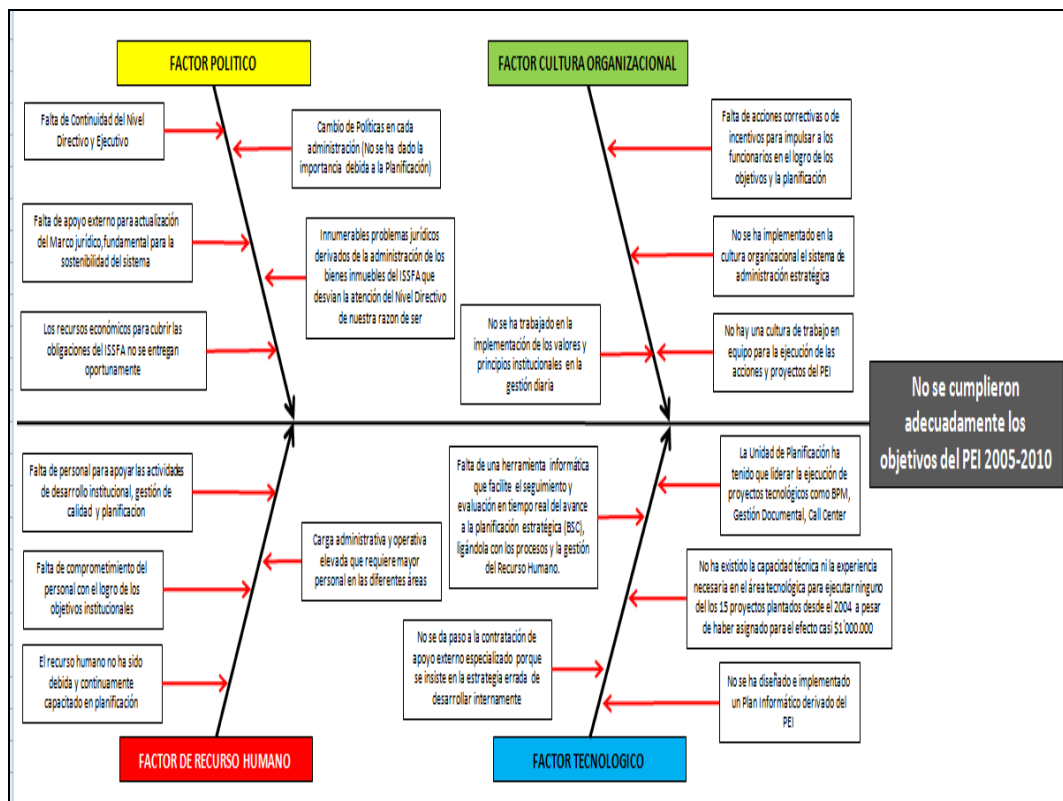 FACTOR POLITICO
Falta de Continuidad del Nivel
Directivo y Ejecutivo
Cambio de Políticas en cada
administración (No se ha dado la
importancia debida a la Planificación)
Falta de apoyo externo para actualización
del Marco jurídico, fundamental para la
sostenibilidad del sistema
Innumerables problemas jurídicos
derivados de la administración de los
bienes inmuebles del ISSFA que
desvian la atención del Nivel Directivo
de nuestra razon de ser
Los recursos económicos para cubrir las
obligaciones del ISSFA no se entregan
oportunamente
FACTOR CULTURA ORGANIZACIONAL
Falta de acciones correctivas o de
incentivos para impulsar a los
funcionarios en el logro de los
objetivos y la planificación
No se ha implementado en la
cultura organizacional el sistema de
administración estratégica
No se ha trabajado en la
implementación de los valores y
principios institucionales en la
gestión diaria
No hay una cultura de trabajo en
equipo para la ejecución de las
acciones y proyectos del PEI
No se cumplieron
adecuadamente los
objetivos del PEI 2005-2010
Falta de personal para apoyar las actividades
de desarrollo institucional, gestión de
calidad y planificacion
Carga administrativa y operativa
elevada que requiere mayor
personal en las diferentes áreas
Falta de comprometimiento del
personal con el logro de los
objetivos institucionales
El recurso humano no ha sido
debida y continuamente
capacitado en planificación
FACTOR DE RECURSO HUMANO
Falta de una herramienta informática
que facilite el seguimiento y
evaluación en tiempo real del avance
a la planificación estratégica (BSC),
ligándola con los procesos y la gestión
del Recurso Humano.
La Unidad de Planificación ha
tenido que liderar la ejecución de
proyectos tecnológicos como BPM,
Gestión Documental, Call Center
No ha existido la capacidad técnica ni la experiencia
necesaria en el área tecnológica para ejecutar ninguno
del los 15 proyectos plantados desde el 2004 a pesar
de haber asignado para el efecto casi $1´000.000
No se da paso a la contratación de
apoyo externo especializado porque
se insiste en la estrategia errada de
desarrollar internamente
No se ha diseñado e implementado
un Plan Informático derivado del
PEI
FACTOR TECNOLOGICO